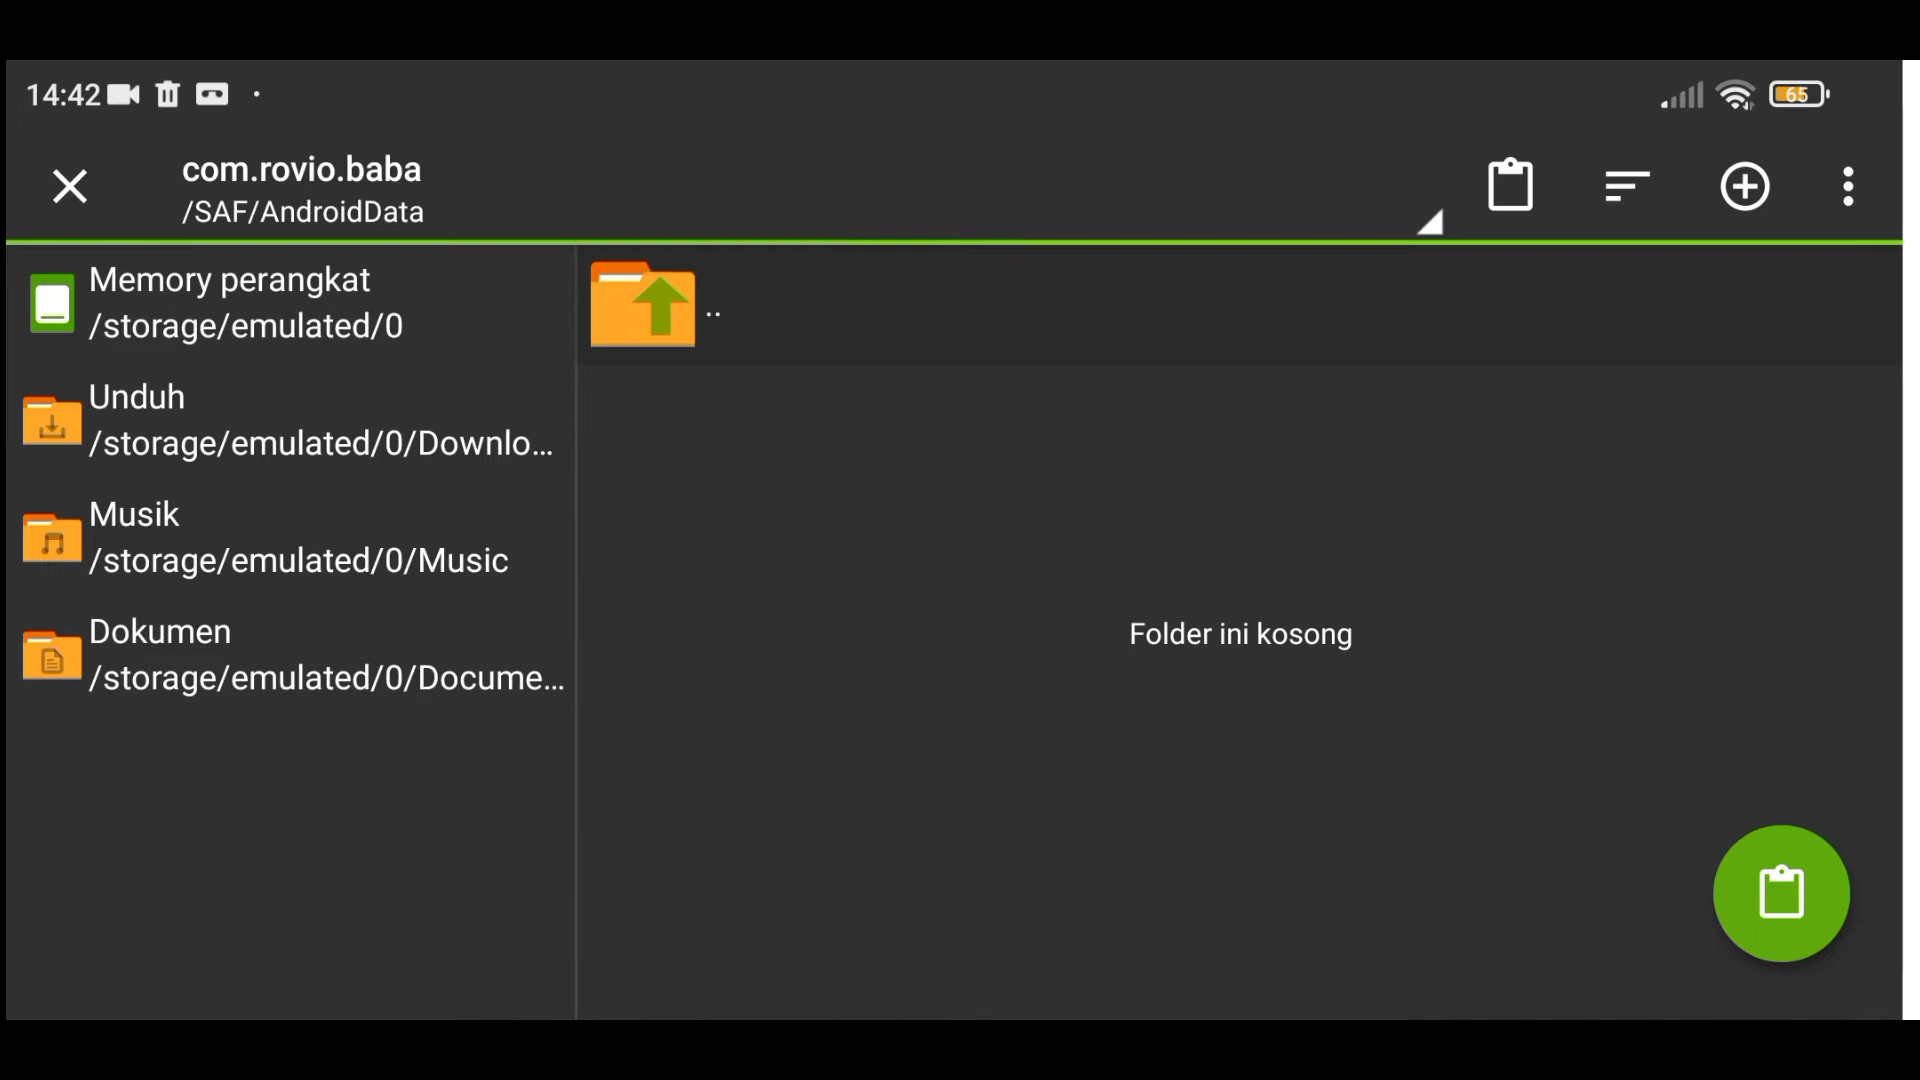 14:42
65
com.rovio.baba
/SAF/AndroidData
Memory perangkat
/storage/emulated/0
Unduh
/storage/emulated/0/Downlo...
Musik
/storage/emulated/0/Music
Dokumen
/storage/emulated/0/Docume...
..
Folder ini kosong